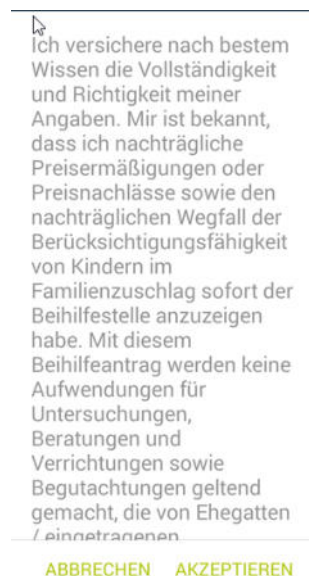 Ich versichere nach bestem
Wissen die Vollständigkeit
und Richtigkeit meiner
Angaben. Mir ist bekannt,
dass ich nachträgliche
Preisermäßigungen oder
Preisnachlässe sowie den
nachträglichen Wegfall der
Berücksichtigungsfähigkeit
von Kindern im
Familienzuschlag sofort der
Beihilfestelle anzuzeigen
habe. Mit diesem
Beihilfeantrag werden keine
Aufwendungen für
Untersuchungen,
Beratungen und
Verrichtungen sowie
Begutachtungen geltend
gemacht, die von Ehegatten
/ eingetragenen
ABBRECHEN AKZEPTIEREN